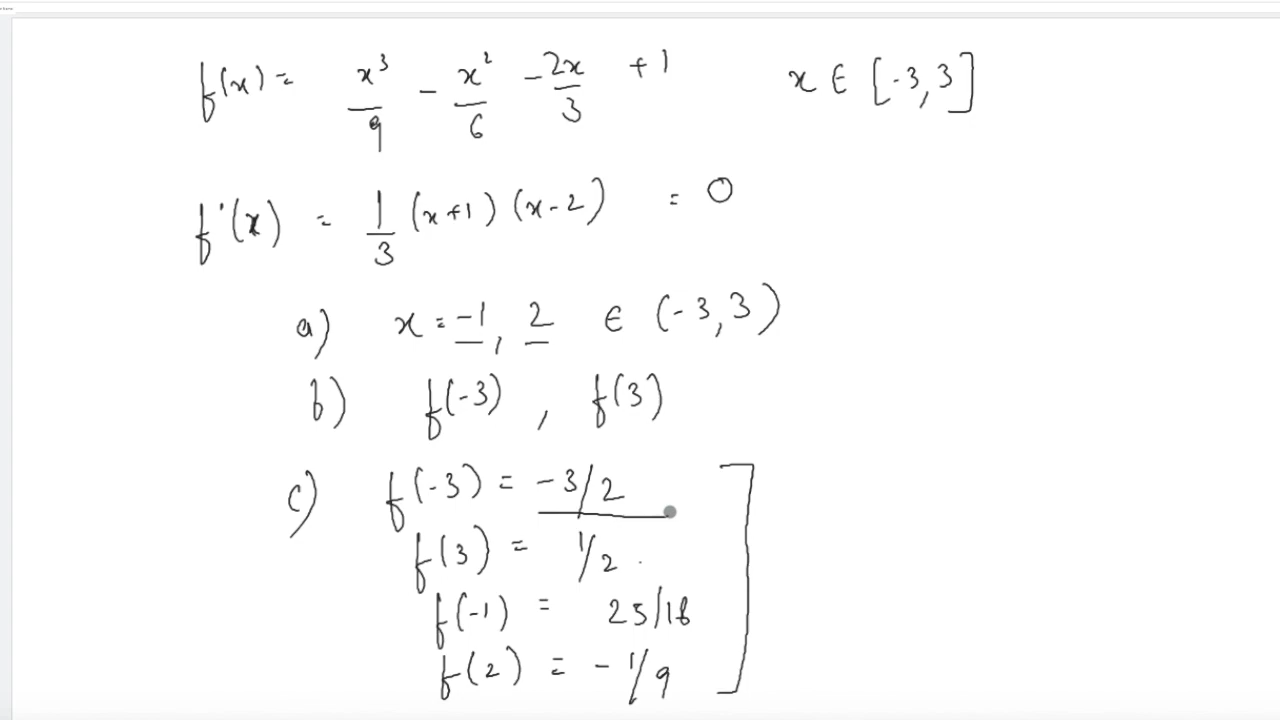 f(x) = x³/9 - x²/6 - 2x/3 + 1 x ∈ [-3, 3]
f'(x) = 1/3 (x+1) (x-2) = 0
a) x = -1, 2 ∈ (-3, 3)
b) f(-3) , f(3)
c) f(-3) = -3/2
f(3) = 1/2
f(-1) = 25/18
f(2) = -1/9